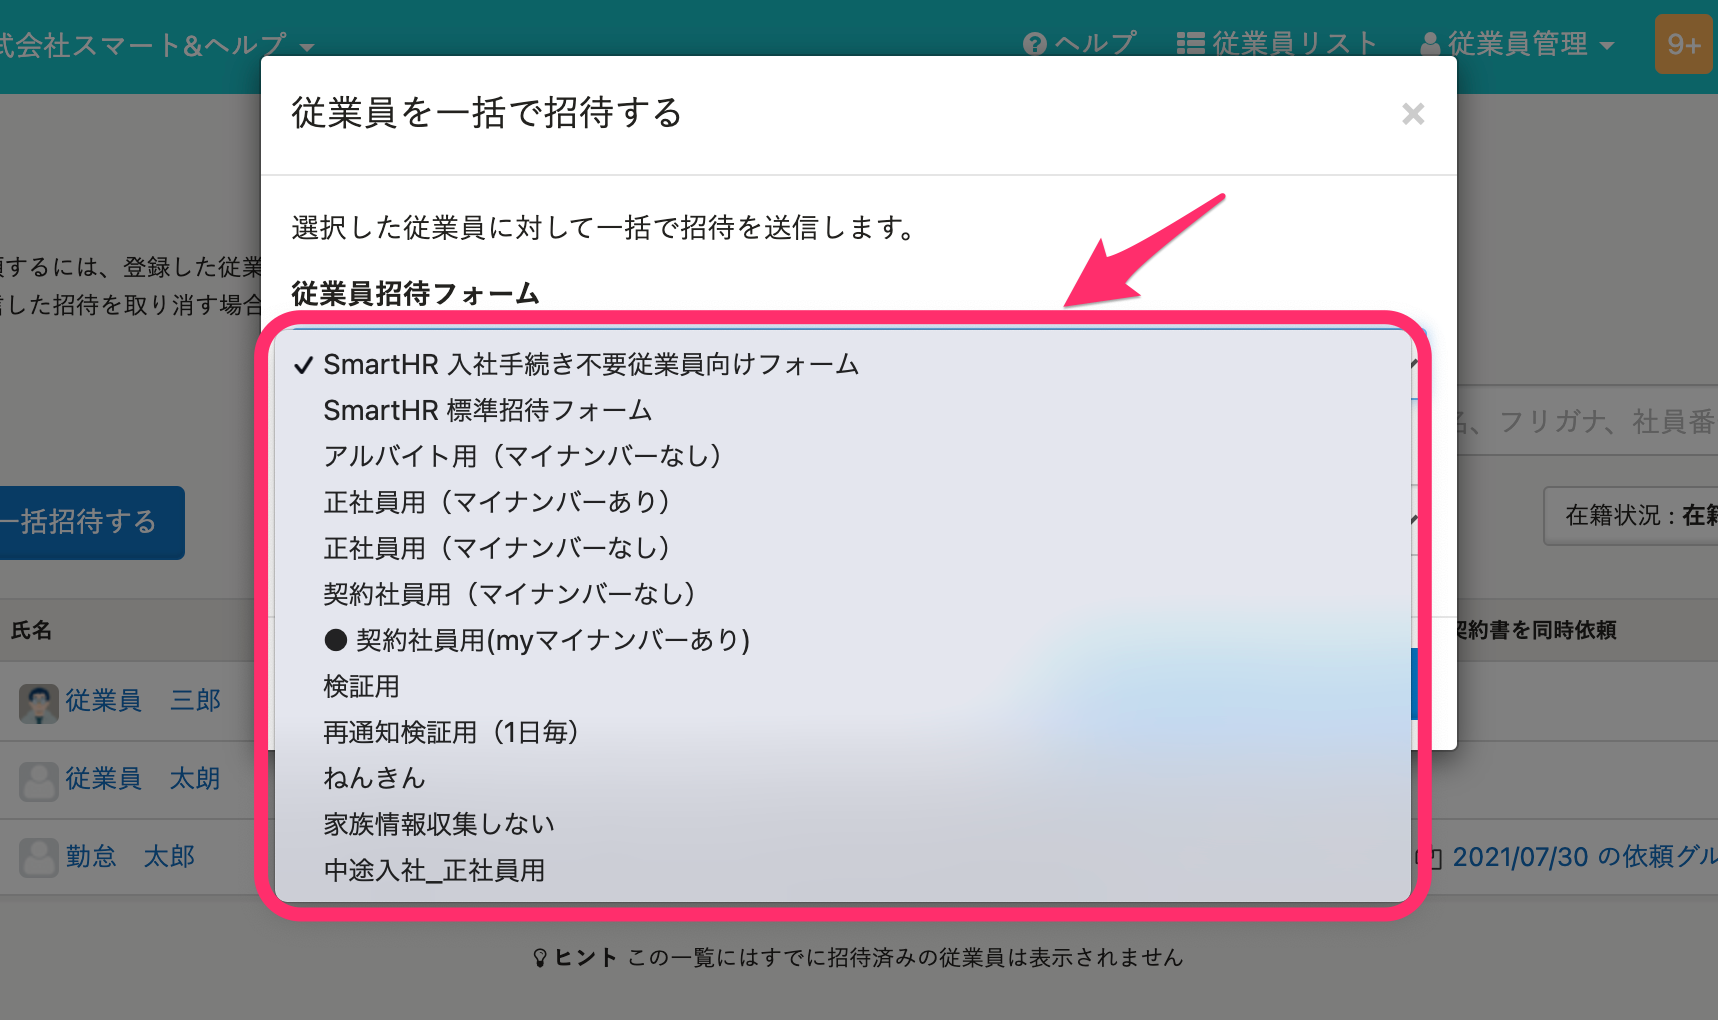 式会社スマート&ヘルプ
ヘルプ
従業員リスト
従業員管理
9+
従業員を一括で招待する
×
選択した従業員に対して一括で招待を送信します。
するには、登録した従業
した招待を取り消す場合
従業員招待フォーム
✓ SmartHR 入社手続き不要従業員向けフォーム
SmartHR 標準招待フォーム
アルバイト用（マイナンバーなし）
正社員用（マイナンバーあり）
正社員用（マイナンバーなし）
契約社員用（マイナンバーなし）
● 契約社員用(myマイナンバーあり)
検証用
再通知検証用（1日毎）
ねんきん
家族情報収集しない
中途入社_正社員用
名、フリガナ、社員番
一括招待する
在籍状況 : 在籍
氏名
契約書を同時依頼
従業員 三郎
従業員 太朗
勤怠 太郎
2021/07/30 の依頼グル
ヒント この一覧にはすでに招待済みの従業員は表示されません